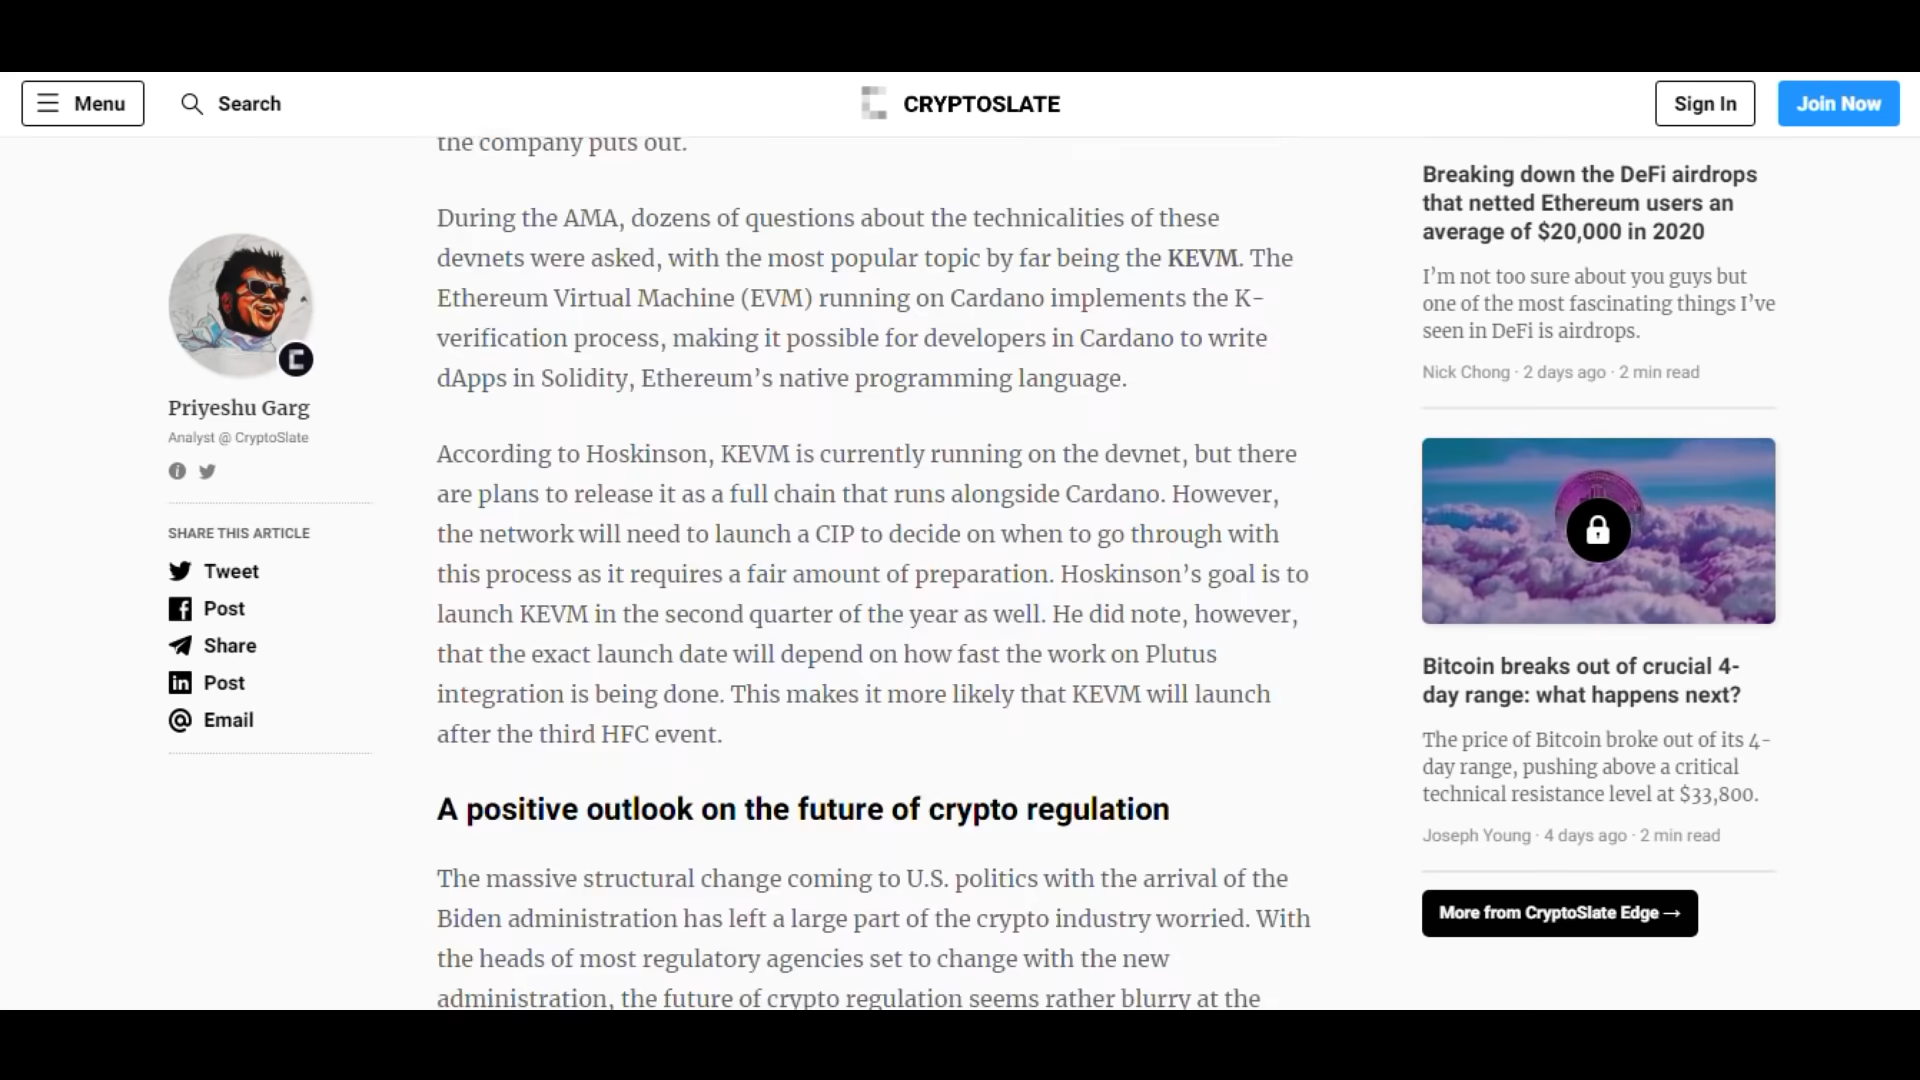 Menu
Search
CRYPTOSLATE
Sign In
Join Now
Priyeshu Garg
Analyst @ CryptoSlate
SHARE THIS ARTICLE
Tweet
Post
Share
Post
Email
the company puts out.
During the AMA, dozens of questions about the technicalities of these
devnets were asked, with the most popular topic by far being the KEVM. The
Ethereum Virtual Machine (EVM) running on Cardano implements the K-
verification process, making it possible for developers in Cardano to write
dApps in Solidity, Ethereum’s native programming language.
According to Hoskinson, KEVM is currently running on the devnet, but there
are plans to release it as a full chain that runs alongside Cardano. However,
the network will need to launch a CIP to decide on when to go through with
this process as it requires a fair amount of preparation. Hoskinson’s goal is to
launch KEVM in the second quarter of the year as well. He did note, however,
that the exact launch date will depend on how fast the work on Plutus
integration is being done. This makes it more likely that KEVM will launch
after the third HFC event.
A positive outlook on the future of crypto regulation
The massive structural change coming to U.S. politics with the arrival of the
Biden administration has left a large part of the crypto industry worried. With
the heads of most regulatory agencies set to change with the new
administration, the future of crypto regulation seems rather blurry at the
Breaking down the DeFi airdrops
that netted Ethereum users an
average of $20,000 in 2020
I’m not too sure about you guys but
one of the most fascinating things I’ve
seen in DeFi is airdrops.
Nick Chong · 2 days ago · 2 min read
Bitcoin breaks out of crucial 4-
day range: what happens next?
The price of Bitcoin broke out of its 4-
day range, pushing above a critical
technical resistance level at $33,800.
Joseph Young · 4 days ago · 2 min read
More from CryptoSlate Edge →